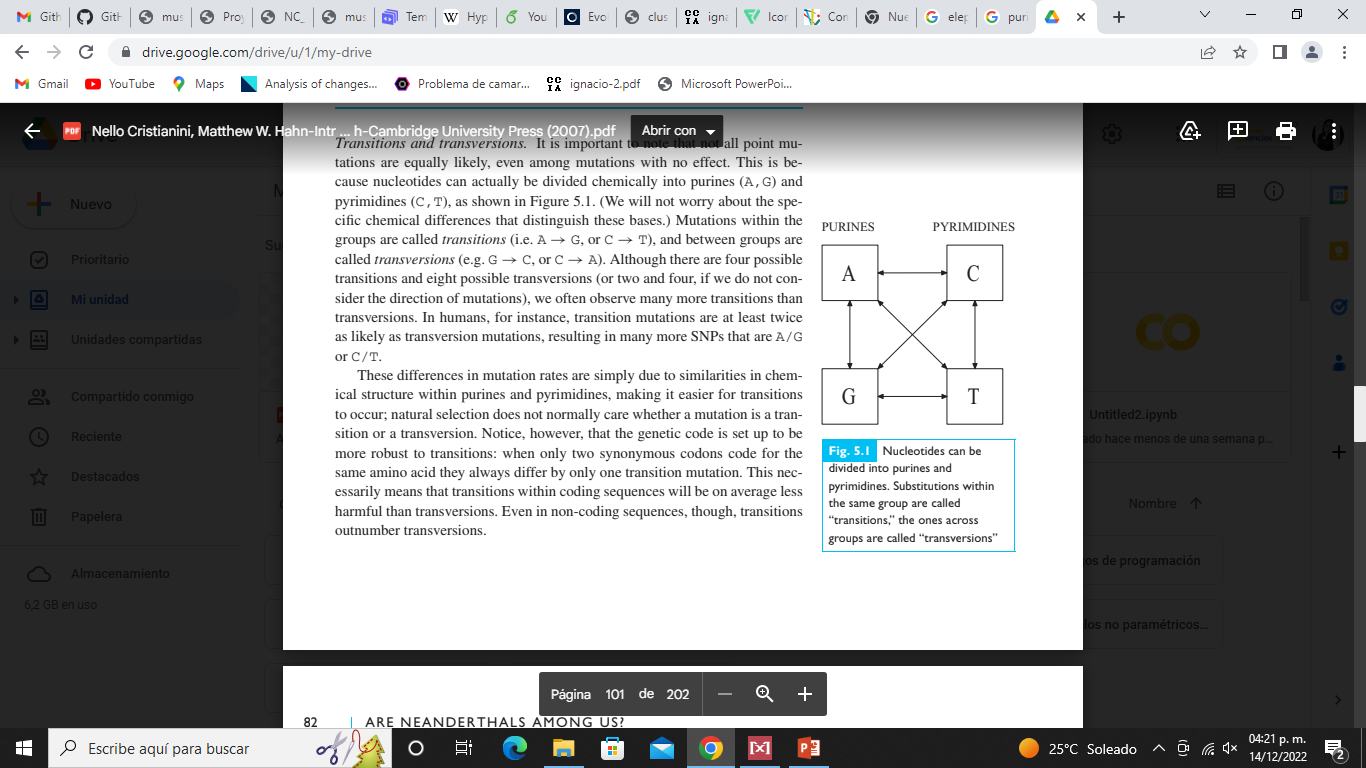 Gith
Gith
mus
Proy
NC_
mus
Tem
Hyp
You
Evo
clus
igna
Icor
Con
Nue
elep
puri
drive.google.com/drive/u/1/my-drive
Gmail
YouTube
Maps
Analysis of changes...
Problema de camar...
ignacio-2.pdf
Microsoft PowerPoi...
PDF
Nello Cristianini, Matthew W. Hahn-Intr ... h-Cambridge University Press (2007).pdf
Abrir con
Nuevo
Prioritario
Mi unidad
Unidades compartidas
Compartido conmigo
Reciente
Destacados
Papelera
Almacenamiento
6,2 GB en uso
Transitions and transversions. It is important to note that not all point mu-
tations are equally likely, even among mutations with no effect. This is be-
cause nucleotides can actually be divided chemically into purines (A,G) and
pyrimidines (C,T), as shown in Figure 5.1. (We will not worry about the spe-
cific chemical differences that distinguish these bases.) Mutations within the
groups are called transitions (i.e. A → G, or C → T), and between groups are
called transversions (e.g. G → C, or C → A). Although there are four possible
transitions and eight possible transversions (or two and four, if we do not con-
sider the direction of mutations), we often observe many more transitions than
transversions. In humans, for instance, transition mutations are at least twice
as likely as transversion mutations, resulting in many more SNPs that are A/G
or C/T.
These differences in mutation rates are simply due to similarities in chem-
ical structure within purines and pyrimidines, making it easier for transitions
to occur; natural selection does not normally care whether a mutation is a tran-
sition or a transversion. Notice, however, that the genetic code is set up to be
more robust to transitions: when only two synonymous codons code for the
same amino acid they always differ by only one transition mutation. This nec-
essarily means that transitions within coding sequences will be on average less
harmful than transversions. Even in non-coding sequences, though, transitions
outnumber transversions.
PURINES
PYRIMIDINES
A
C
G
T
Fig. 5.1 Nucleotides can be
divided into purines and
pyrimidines. Substitutions within
the same group are called
“transitions,” the ones across
groups are called “transversions”
Untitled2.ipynb
ado hace menos de una semana p...
Nombre
os de programación
los no paramétricos...
Página 101 de 202
82 | ARE NEANDERTHALS AMONG US?
Escribe aquí para buscar
25°C Soleado
04:21 p. m.
14/12/2022
2